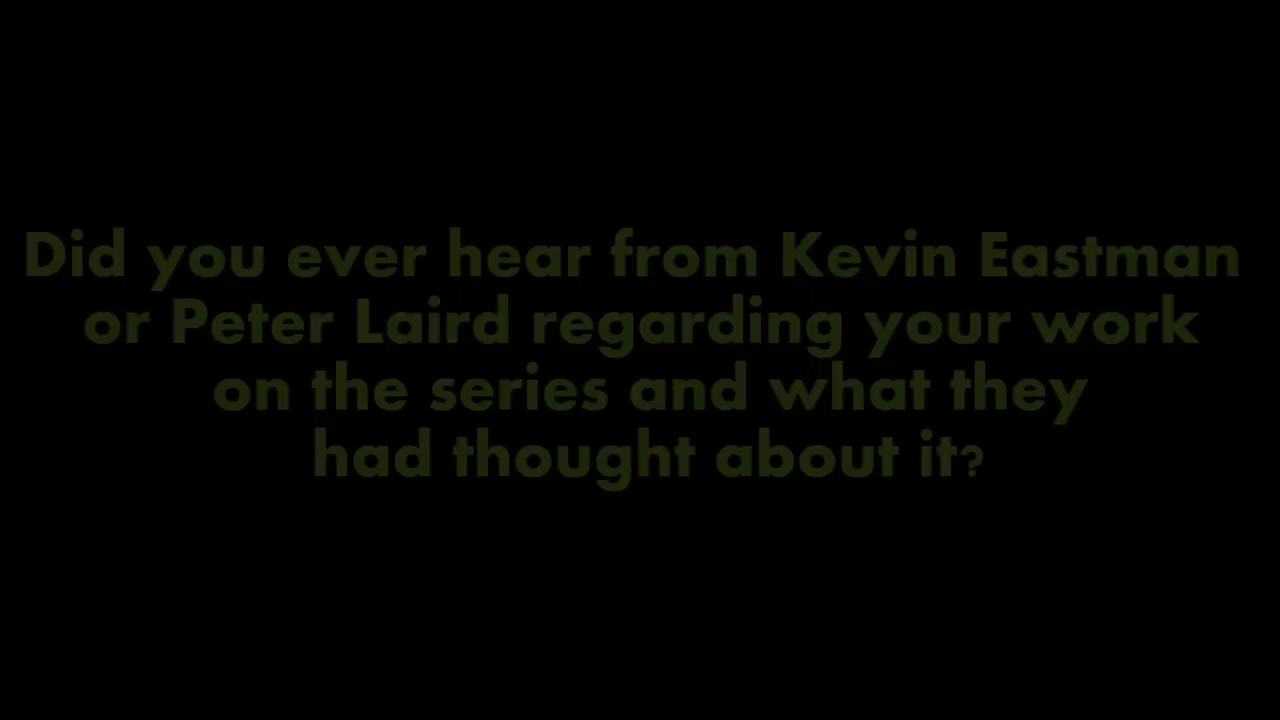 Did you ever hear from Kevin Eastman
or Peter Laird regarding your work
on the series and what they
had thought about it?